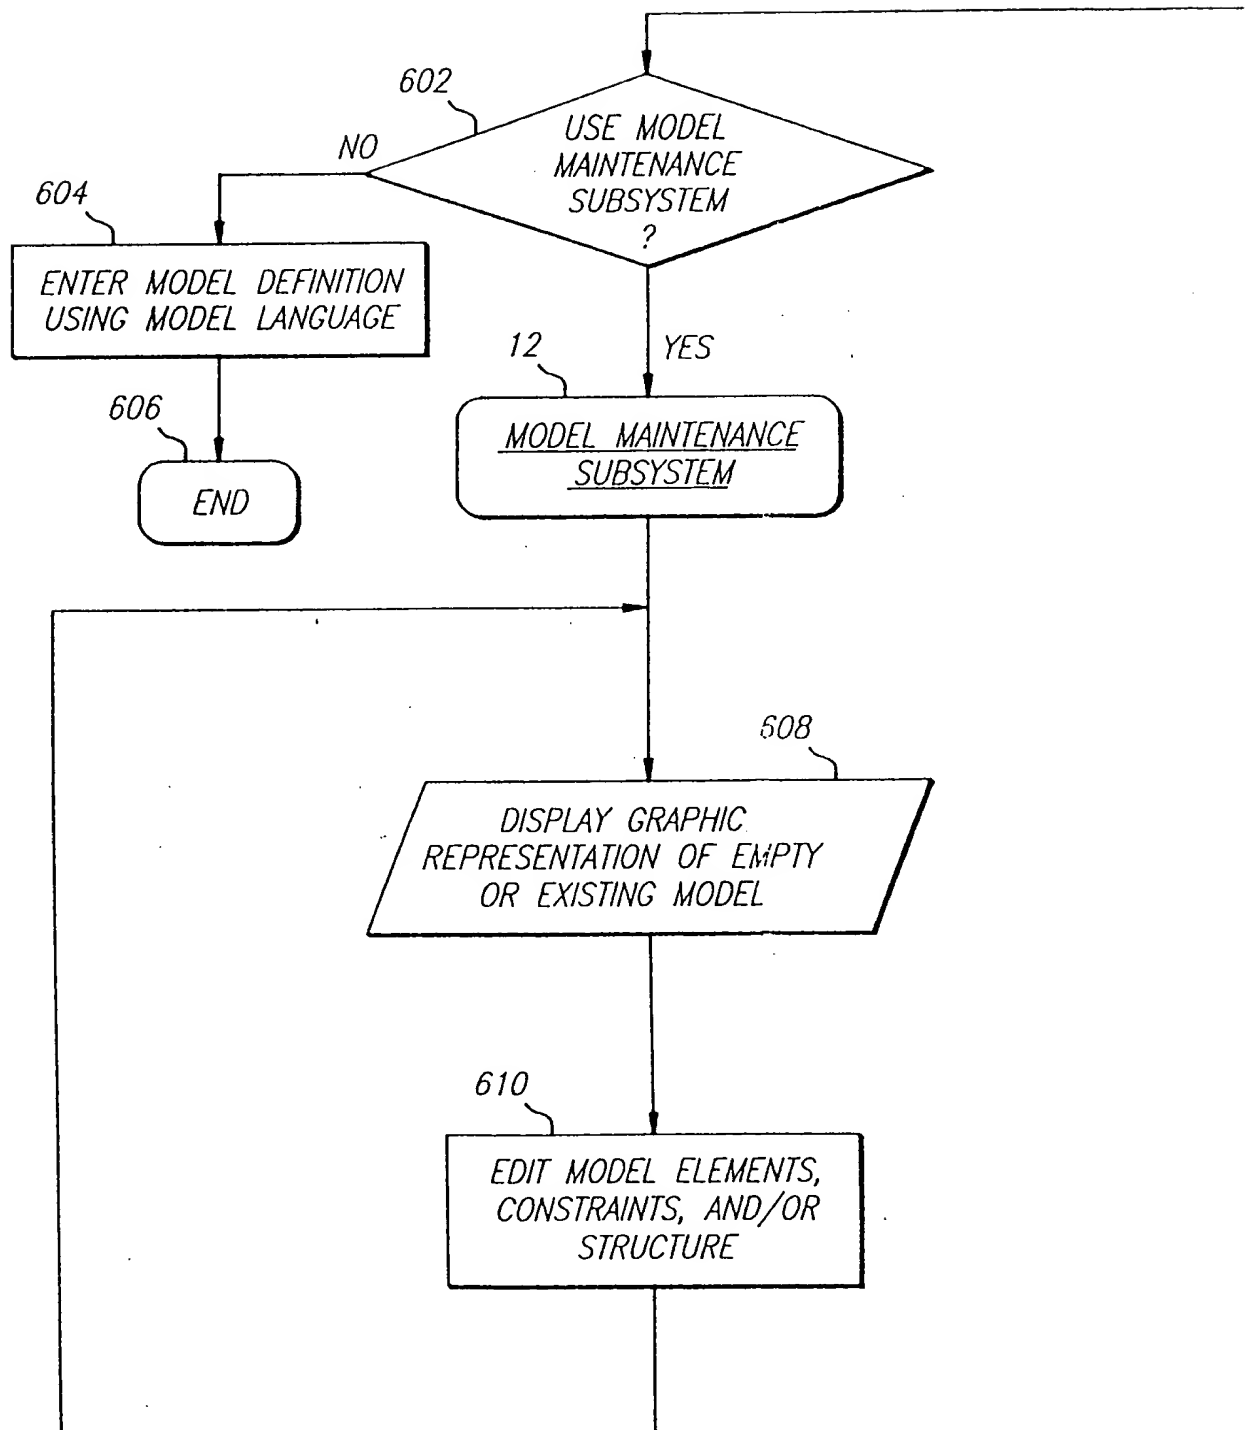 602
USE MODEL
MAINTENANCE
SUBSYSTEM
?
NO
604
ENTER MODEL DEFINITION
USING MODEL LANGUAGE
606
END
YES
12
MODEL MAINTENANCE
SUBSYSTEM
608
DISPLAY GRAPHIC
REPRESENTATION OF EMPTY
OR EXISTING MODEL
610
EDIT MODEL ELEMENTS,
CONSTRAINTS, AND/OR
STRUCTURE